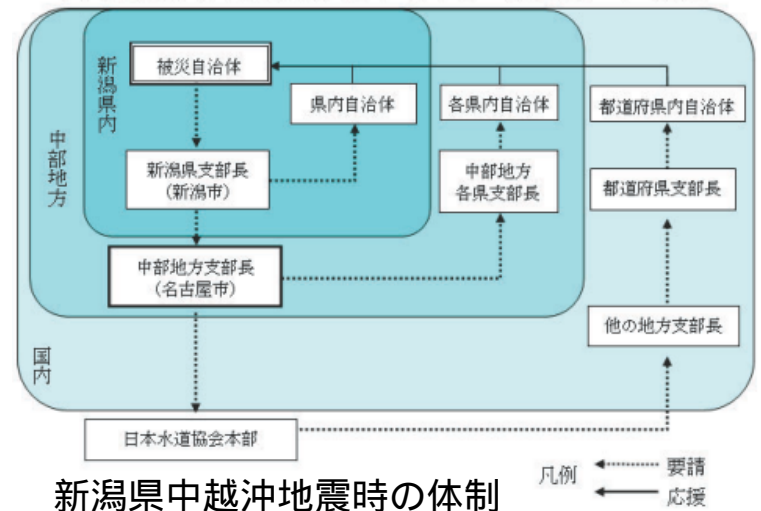 新潟県内
中部地方
国内
被災自治体
県内自治体
各県内自治体
都道府県内自治体
新潟県支部長
(新潟市)
中部地方
各県支部長
都道府県支部長
中部地方支部長
(名古屋市)
他の地方支部長
日本水道協会本部
凡例
要請
応援
新潟県中越沖地震時の体制